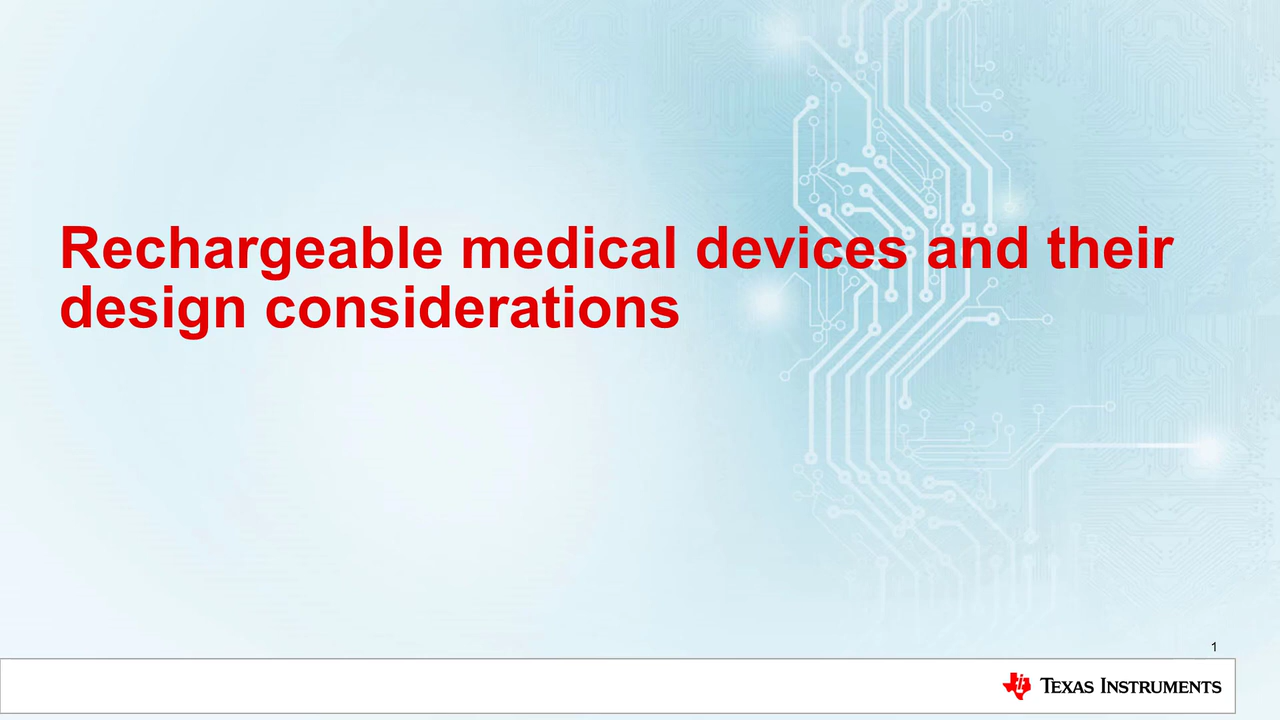 Rechargeable medical devices and their
design considerations
1
TEXAS INSTRUMENTS